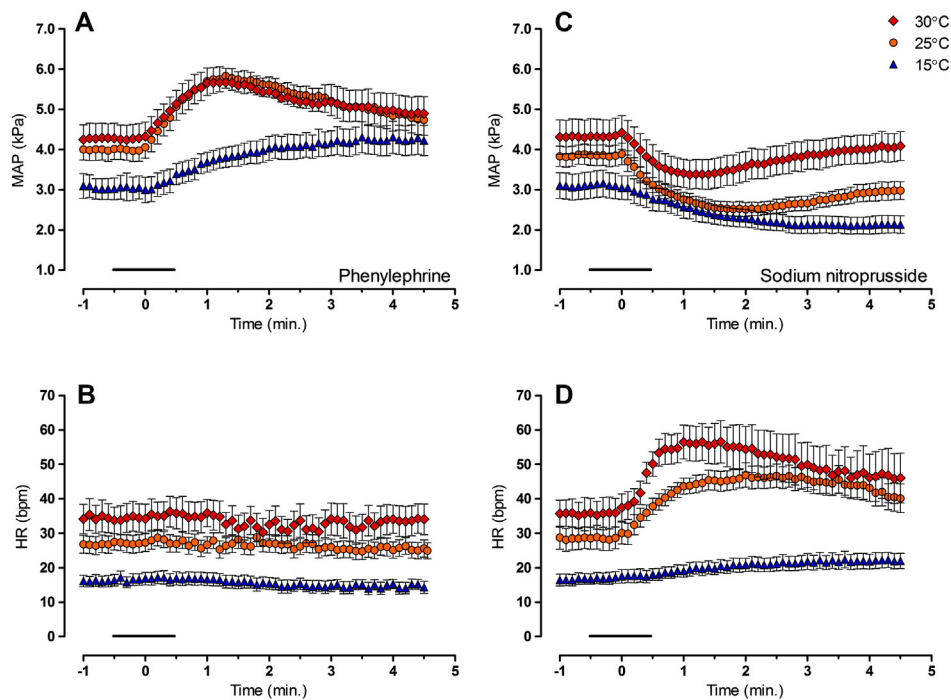 A
7.0
6.0
5.0
4.0
3.0
2.0
1.0
MAP (kPa)
Phenylephrine
-1 0 1 2 3 4 5
Time (min.)
C
30°C
25°C
15°C
7.0
6.0
5.0
4.0
3.0
2.0
1.0
MAP (kPa)
Sodium nitroprusside
-1 0 1 2 3 4 5
Time (min.)
B
70
60
50
40
30
20
10
0
HR (bpm)
-1 0 1 2 3 4 5
Time (min.)
D
70
60
50
40
30
20
10
0
HR (bpm)
-1 0 1 2 3 4 5
Time (min.)